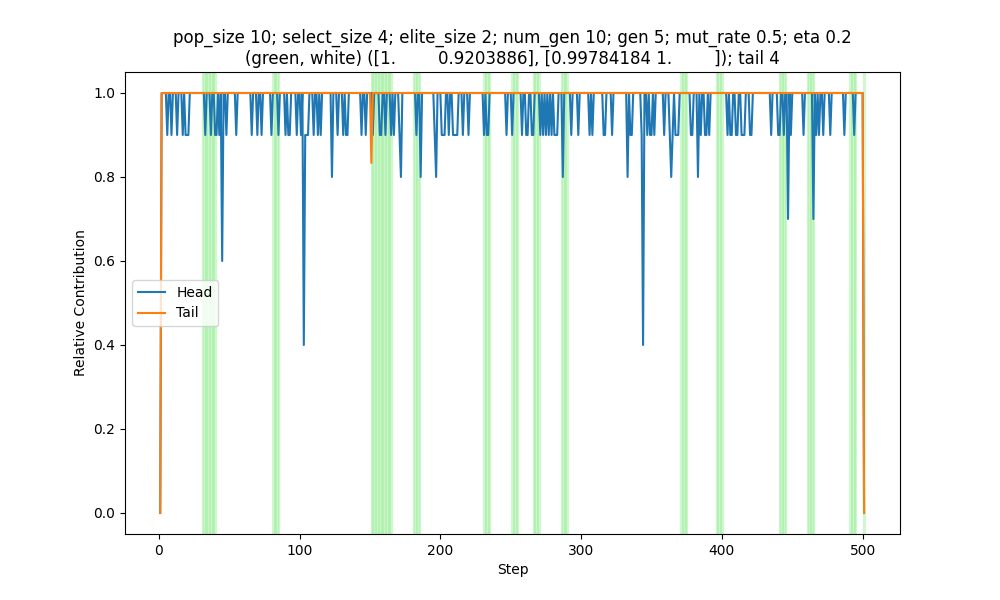 pop_size 10; select_size 4; elite_size 2; num_gen 10; gen 5; mut_rate 0.5; eta 0.2
(green, white) ([1.        0.9203886], [0.99784184 1.        ]); tail 4
1.0
0.8
0.6
0.4
0.2
0.0
Relative Contribution
Head
Tail
0
100
200
300
400
500
Step